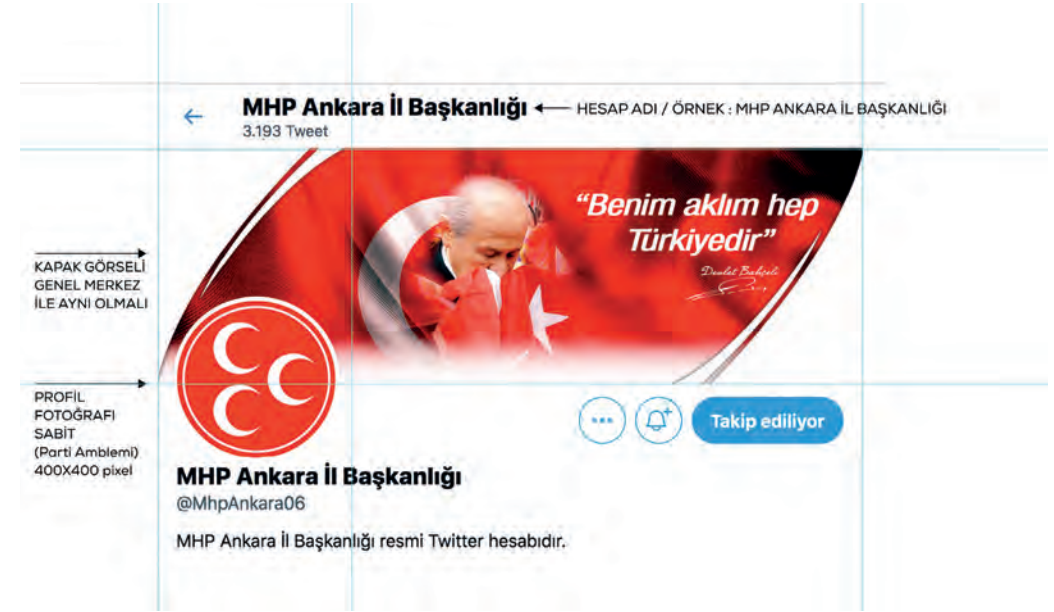 MHP Ankara İl Başkanlığı
HESAP ADI / ÖRNEK : MHP ANKARA İL BAŞKANLIĞI
3.193 Tweet
“Benim aklım hep
Türkiyedir”
Devlet Bahçeli
KAPAK GÖRSELİ
GENEL MERKEZ
İLE AYNI OLMALI
PROFİL
FOTOĞRAFI
SABİT
(Parti Amblemi)
400X400 pixel
Takip ediliyor
MHP Ankara İl Başkanlığı
@MhpAnkara06
MHP Ankara İl Başkanlığı resmi Twitter hesabıdır.